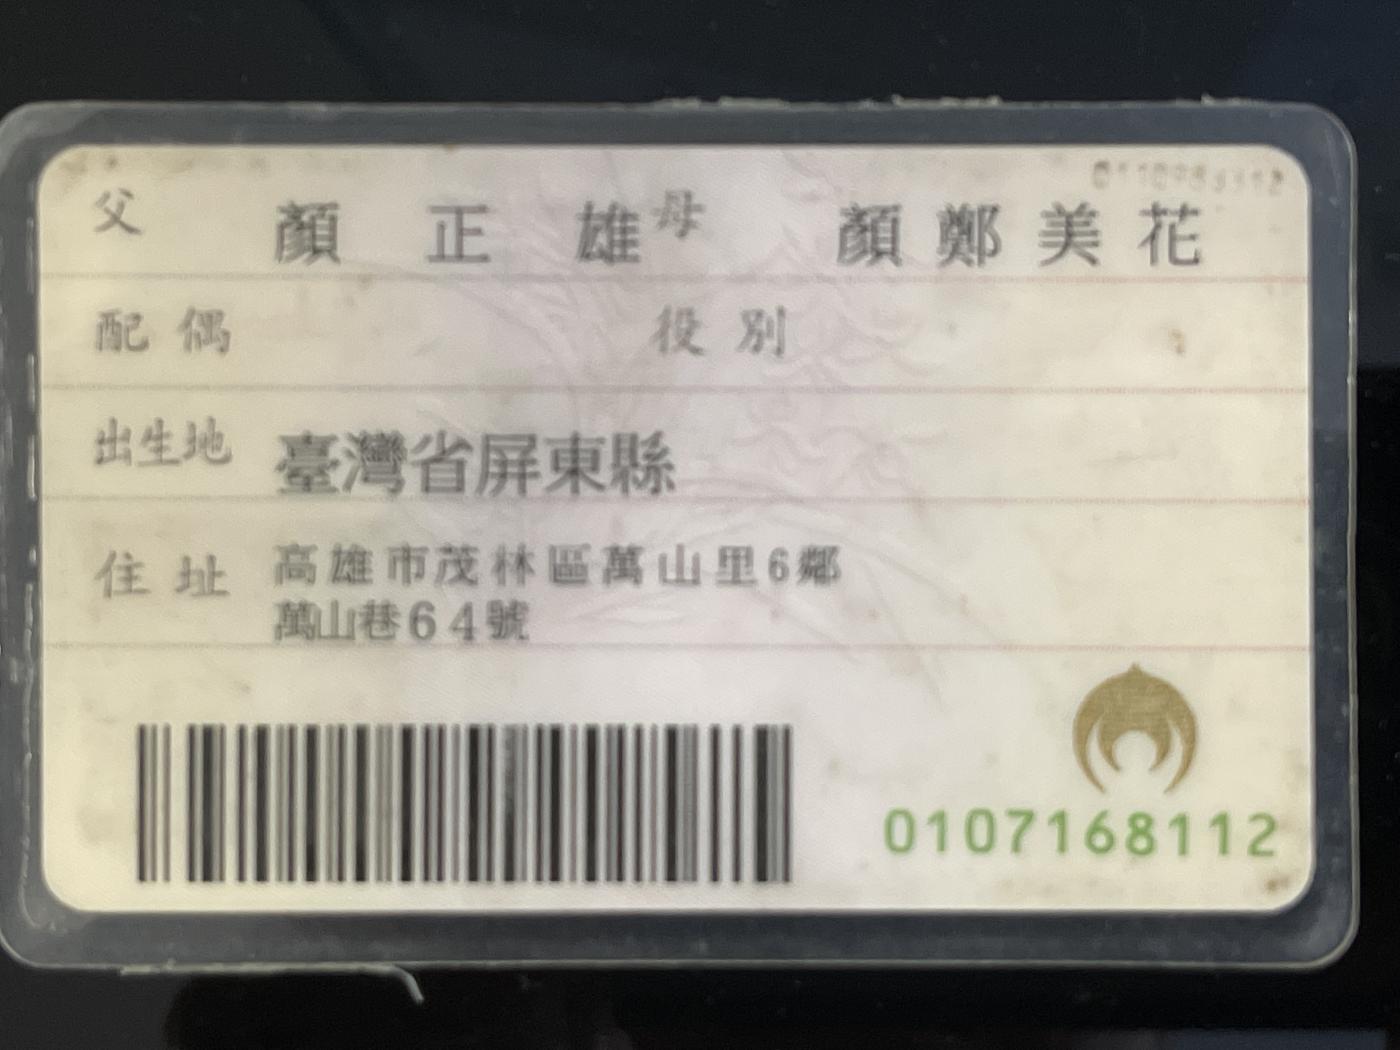 父 顏正雄 母 顏鄭美花
配偶 役別
出生地 臺灣省屏東縣
住址 高雄市茂林區萬山里6鄰
萬山巷64號
0107168112